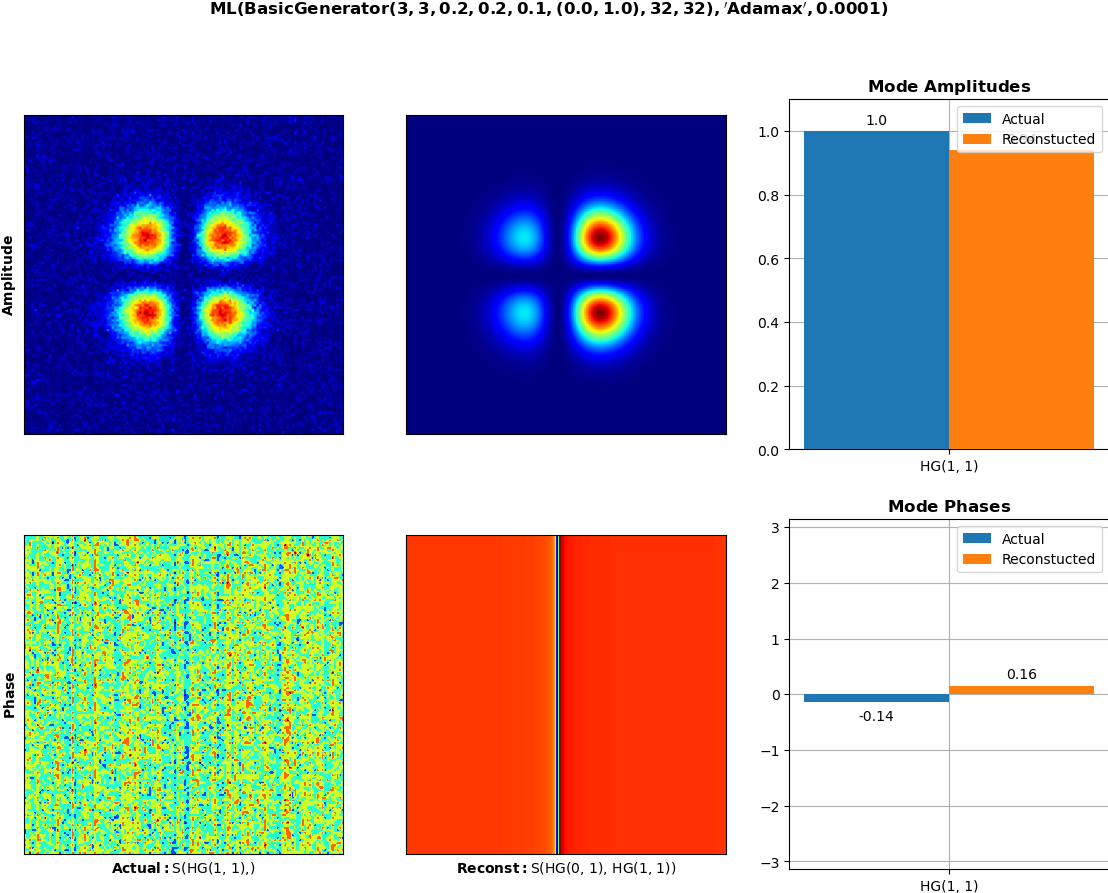 ML(BasicGenerator(3, 3, 0.2, 0.2, 0.1, (0.0, 1.0), 32, 32), ′Adamax′, 0.0001)
Mode Amplitudes
Actual
Reconstucted
1.0
1.0
0.8
0.6
0.4
0.2
0.0
HG(1, 1)
Amplitude
Mode Phases
Actual
Reconstucted
3
2
1
0
−1
−2
−3
0.16
-0.14
HG(1, 1)
Phase
Actual: S(HG(1, 1),)
Reconst: S(HG(0, 1), HG(1, 1))